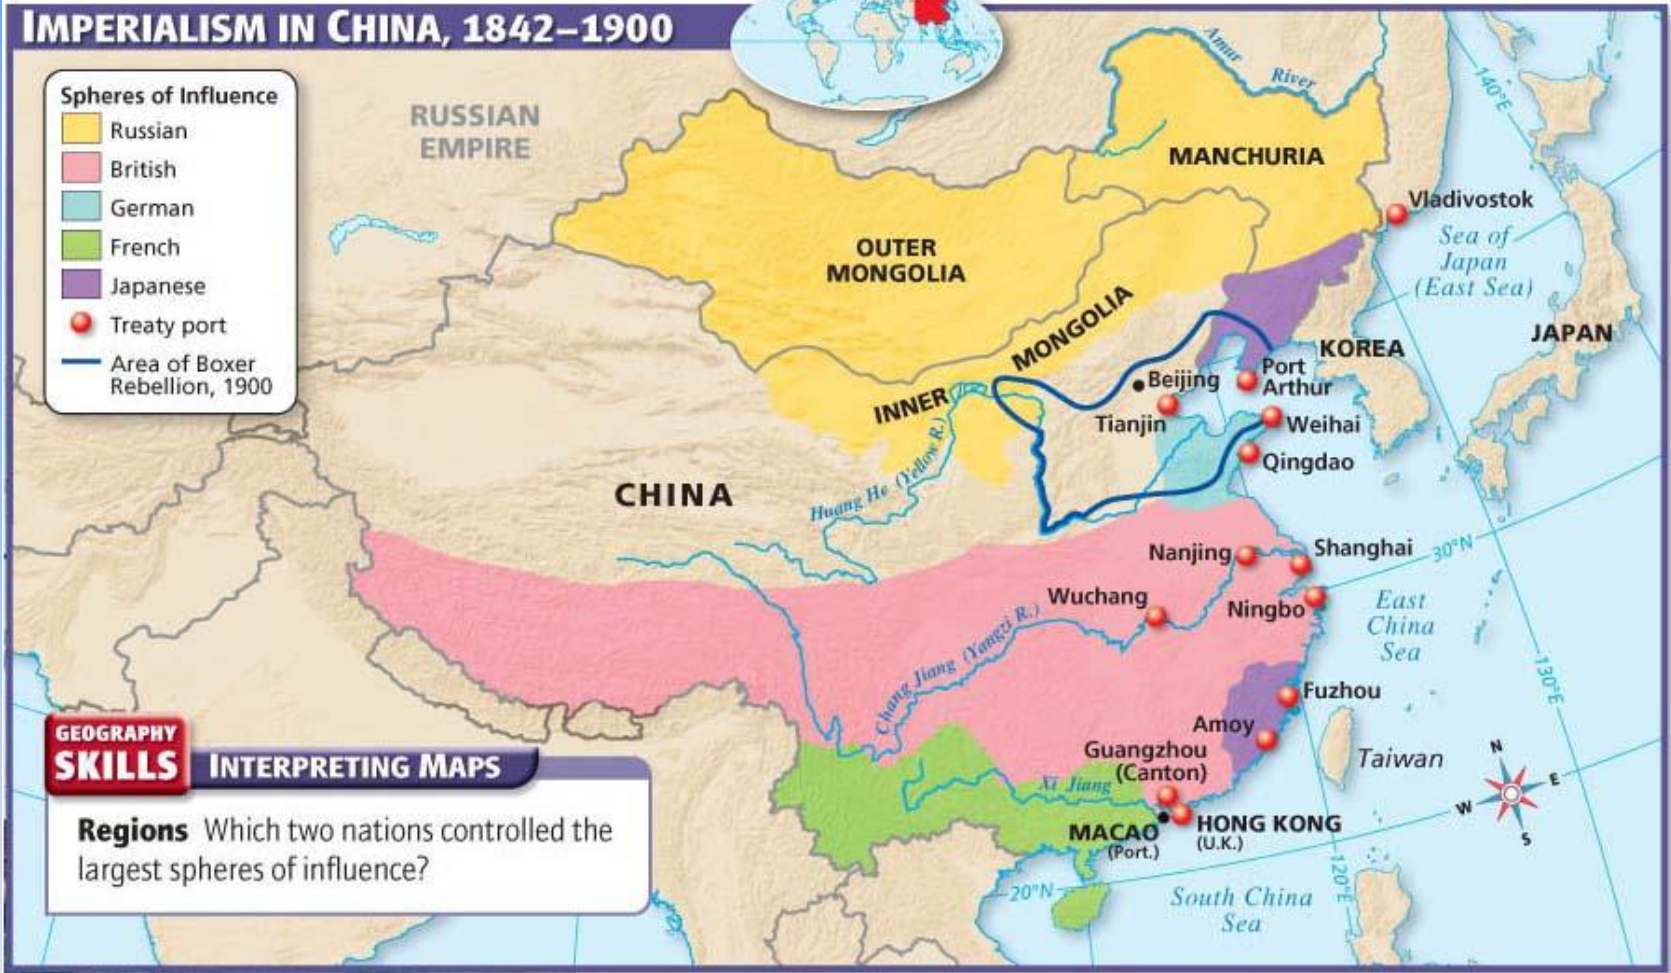 IMPERIALISM IN CHINA, 1842–1900
Spheres of Influence
Russian
British
German
French
Japanese
Treaty port
Area of Boxer
Rebellion, 1900
RUSSIAN
EMPIRE
Amur River
140°E
MANCHURIA
Vladivostok
Sea of
Japan
(East Sea)
OUTER
MONGOLIA
INNER MONGOLIA
JAPAN
KOREA
Beijing
Port
Arthur
Tianjin
Weihai
Qingdao
Huang He (Yellow R.)
CHINA
Nanjing
Shanghai
30°N
Wuchang
Ningbo
East
China
Sea
Chang Jiang (Yangzi R.)
130°E
Fuzhou
Amoy
Guangzhou
(Canton)
Taiwan
Xi Jiang
MACAO
(Port.)
HONG KONG
(U.K.)
N
E
W
S
20°N
120°E
South China
Sea
GEOGRAPHY
SKILLS
INTERPRETING MAPS
Regions Which two nations controlled the
largest spheres of influence?